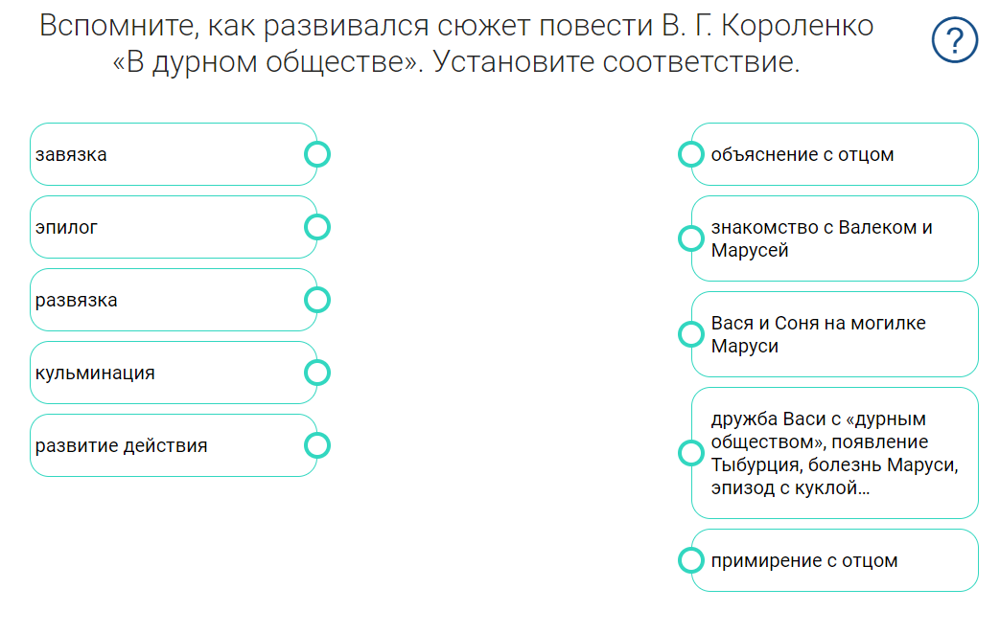 Вспомните, как развивался сюжет повести В. Г. Короленко
«В дурном обществе». Установите соответствие.
?
завязка
эпилог
развязка
кульминация
развитие действия
объяснение с отцом
знакомство с Валеком и
Марусей
Вася и Соня на могилке
Маруси
дружба Васи с «дурным
обществом», появление
Тыбурция, болезнь Маруси,
эпизод с куклой...
примирение с отцом